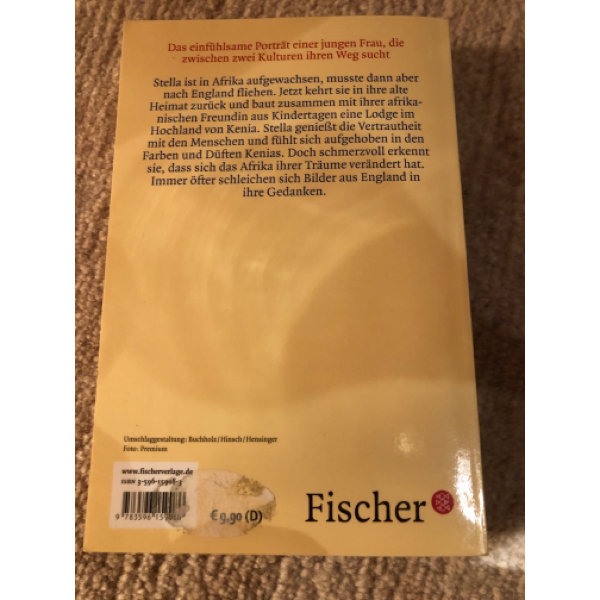 Das einfühlsame Porträt einer jungen Frau, die
zwischen zwei Kulturen ihren Weg sucht
Stella ist in Afrika aufgewachsen, musste dann aber
nach England fliehen. Jetzt kehrt sie in ihre alte
Heimat zurück und baut zusammen mit ihrer afrika-
nischen Freundin aus Kindertagen eine Lodge im
Hochland von Kenia. Stella genießt die Vertrautheit
mit den Menschen und fühlt sich aufgehoben in den
Farben und Düften Kenias. Doch schmerzvoll erkennt
sie, dass sich das Afrika ihrer Träume verändert hat.
Immer öfter schleichen sich Bilder aus England in
ihre Gedanken.
Umschlaggestaltung: Buchholz/Hinsch/Hensinger
Foto: Premium
www.fischerverlage.de
ISBN 3-596-15908-3
€ 9,90 (D)
Fischer